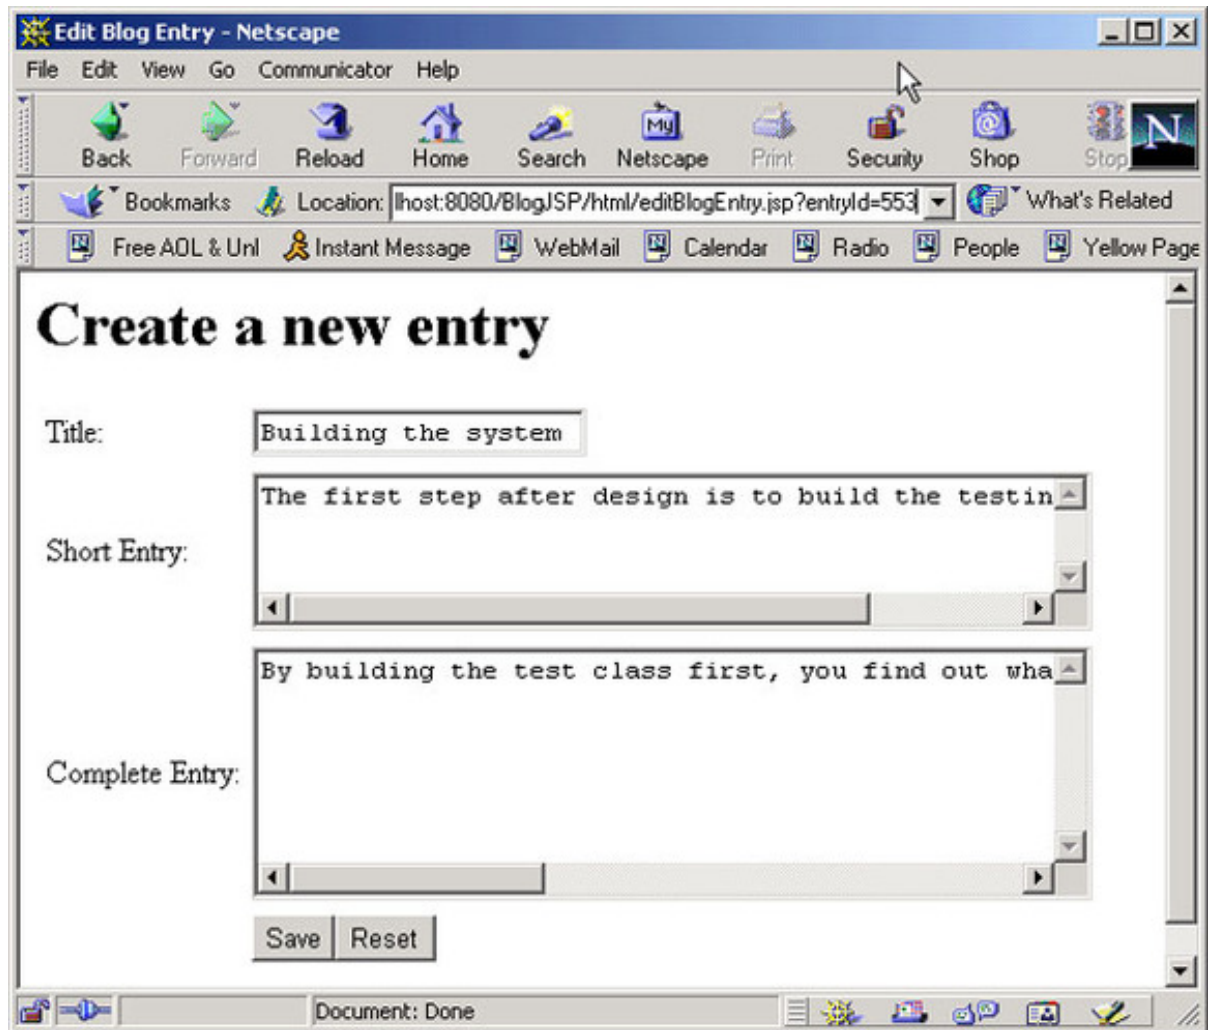 Edit Blog Entry - Netscape
File Edit View Go Communicator Help
Back Forward Reload Home Search Netscape Print Security Shop Stop
My
N
Bookmarks Location: lhost:8080/BlogJSP/html/editBlogEntry.jsp?entryId=553 What's Related
Free AOL & Unl Instant Message WebMail Calendar Radio People Yellow Page
Create a new entry
Title: Building the system
Short Entry: The first step after design is to build the testin
Complete Entry: By building the test class first, you find out wha
Save Reset
Document: Done